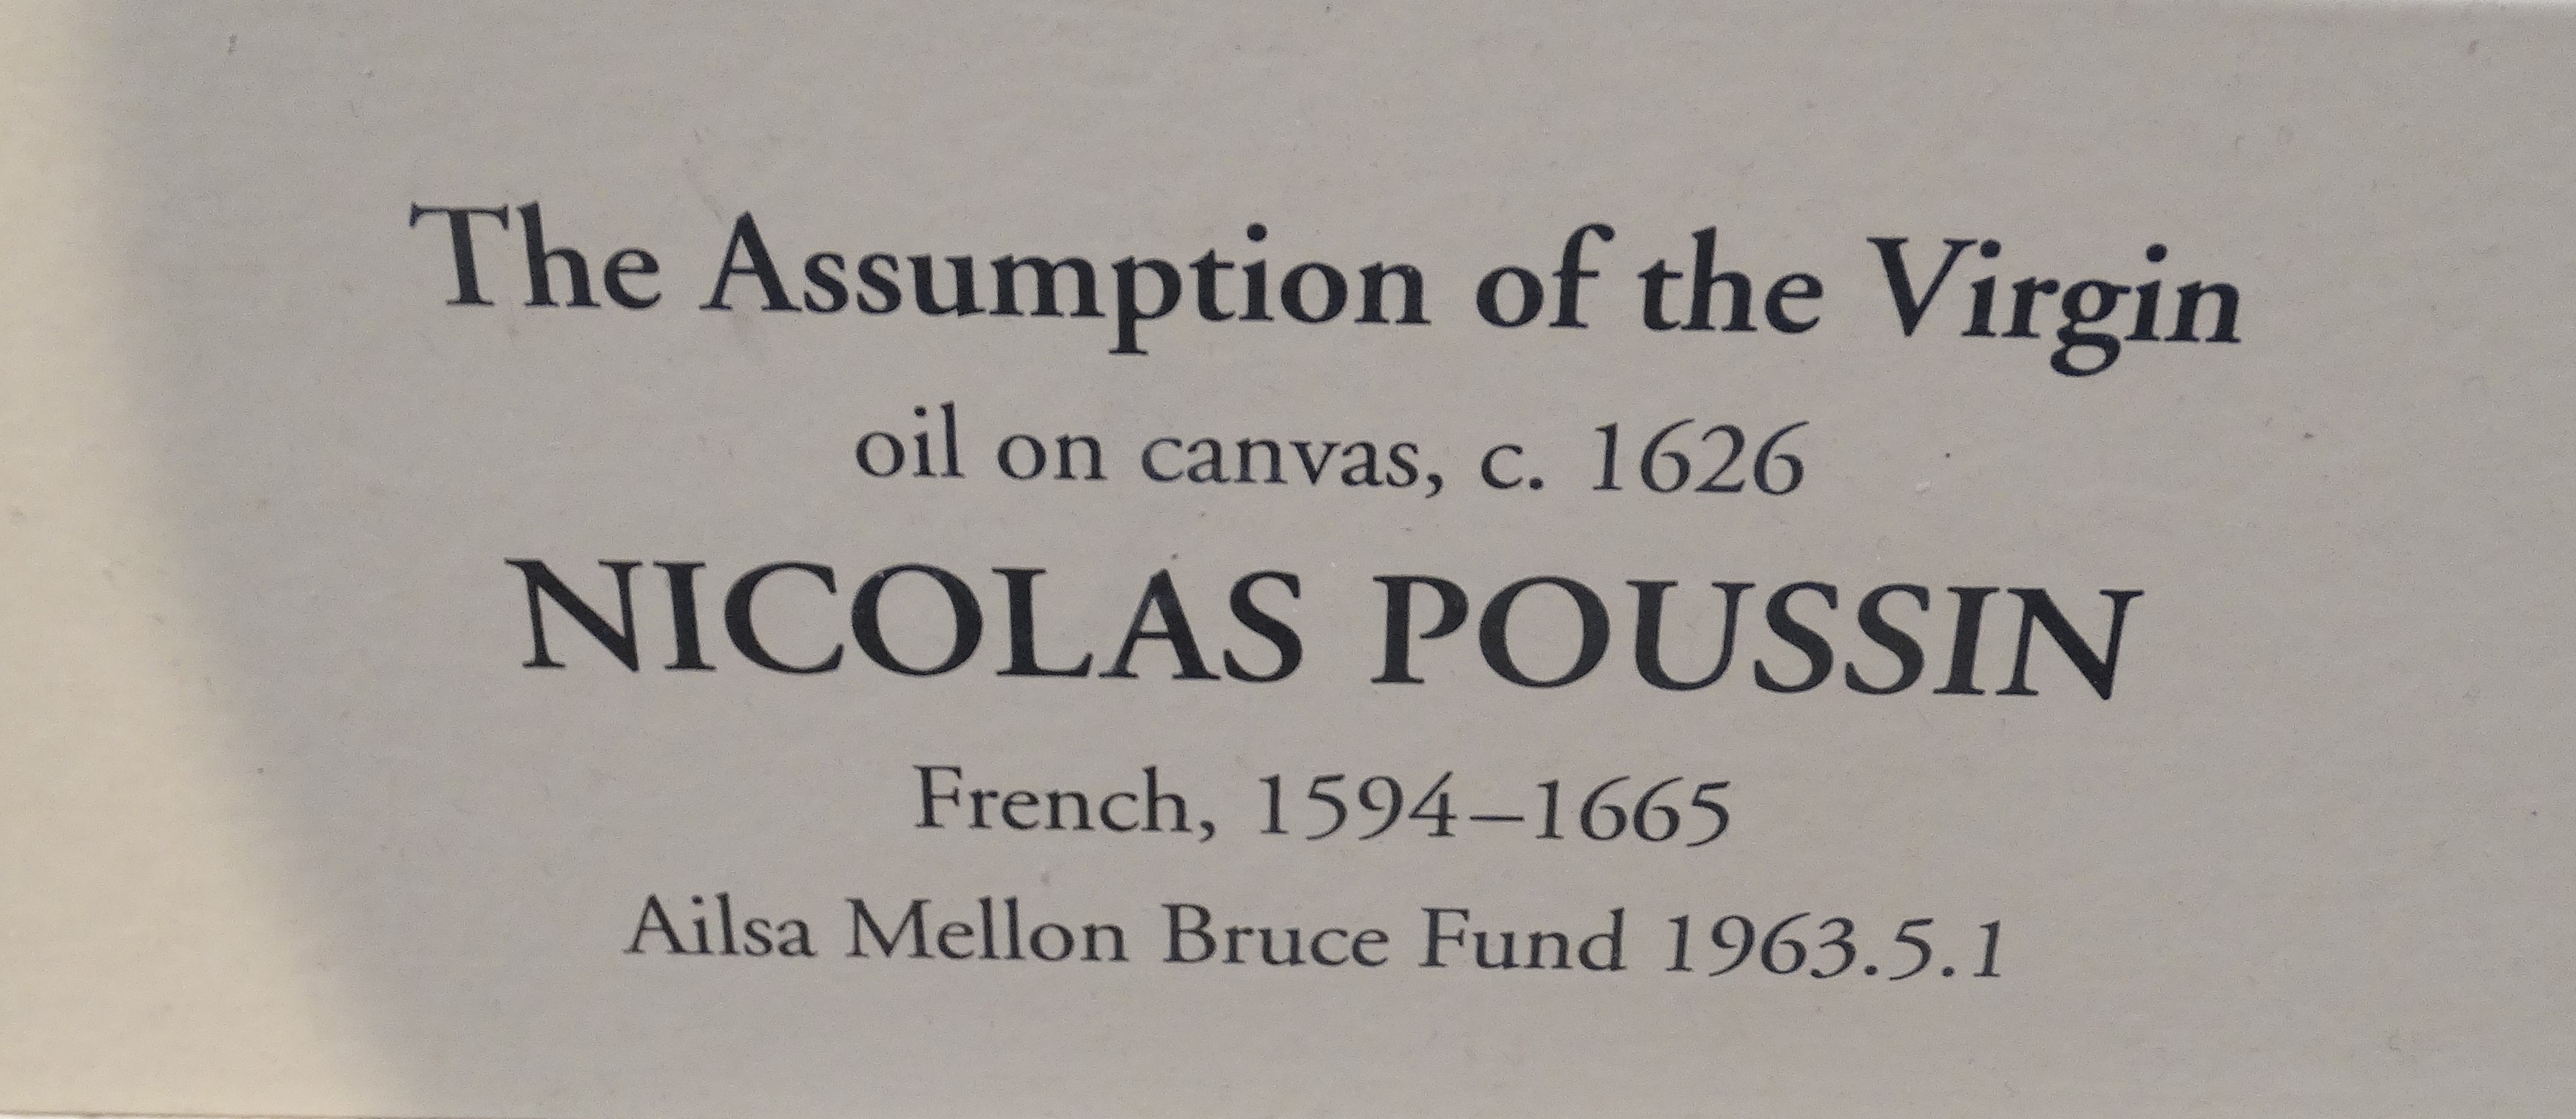 The Assumption of the Virgin
oil on canvas, c. 1626
NICOLAS POUSSIN
French, 1594–1665
Ailsa Mellon Bruce Fund 1963.5.1